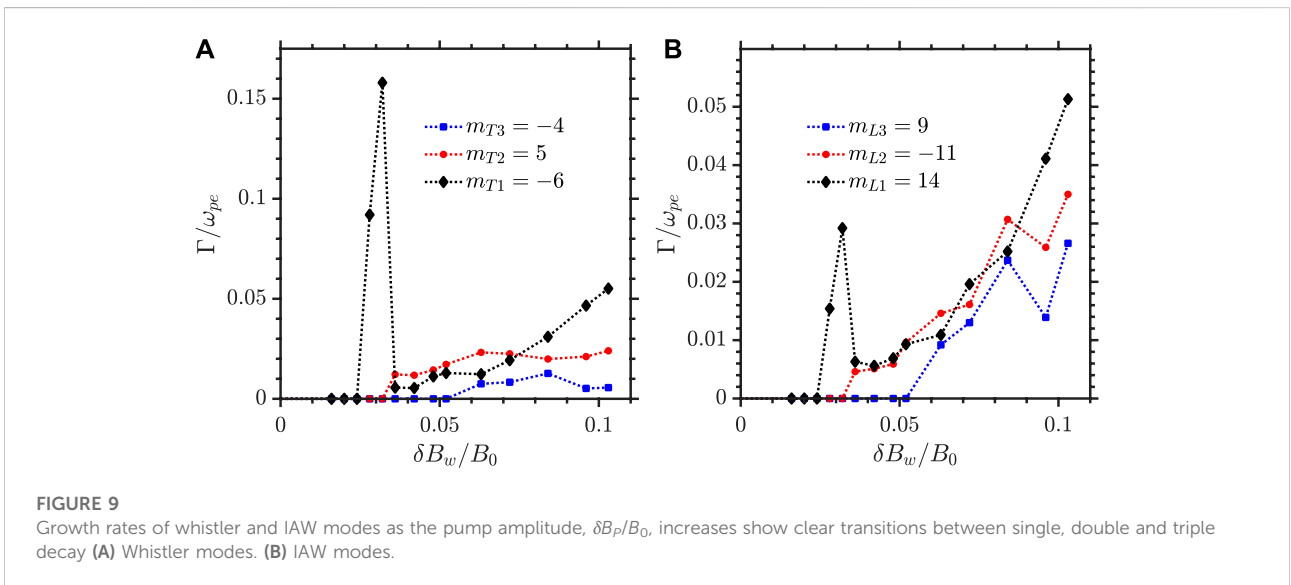 A
0.15
0.1
0.05
0
Γ/ω_pe
m_T3 = −4
m_T2 = 5
m_T1 = −6
0
0.05
0.1
δB_w/B_0
B
0.05
0.04
0.03
0.02
0.01
0
Γ/ω_pe
m_L3 = 9
m_L2 = −11
m_L1 = 14
0
0.05
0.1
δB_w/B_0
FIGURE 9
Growth rates of whistler and IAW modes as the pump amplitude, δB_P/B_0, increases show clear transitions between single, double and triple
decay (A) Whistler modes. (B) IAW modes.